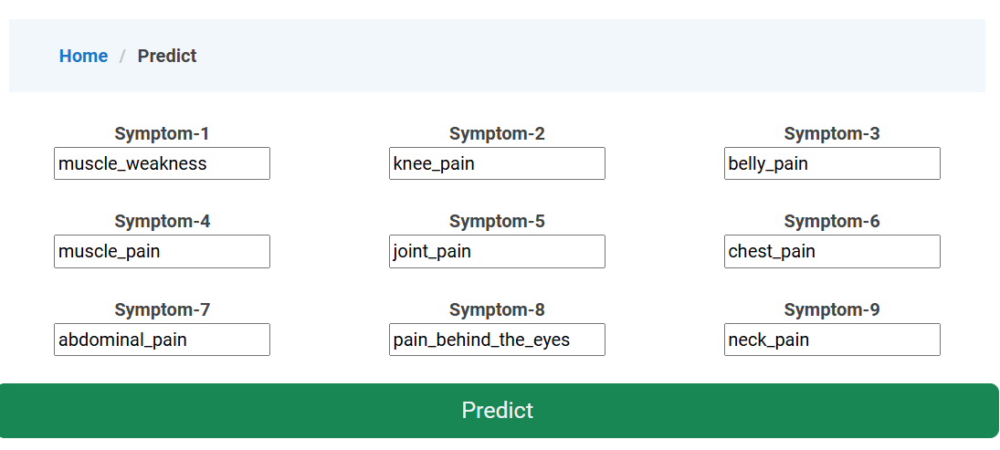 Home / Predict
Symptom-1 Symptom-2 Symptom-3
muscle_weakness knee_pain belly_pain
Symptom-4 Symptom-5 Symptom-6
muscle_pain joint_pain chest_pain
Symptom-7 Symptom-8 Symptom-9
abdominal_pain pain_behind_the_eyes neck_pain
Predict